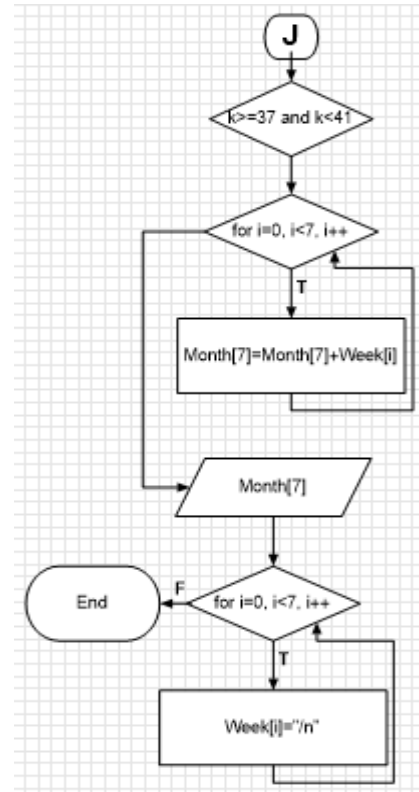 J
k>=37 and k<41
for i=0, i<7, i++
T
Month[7]=Month[7]+Week[i]
Month[7]
End
F
for i=0, i<7, i++
T
Week[i]="/n"